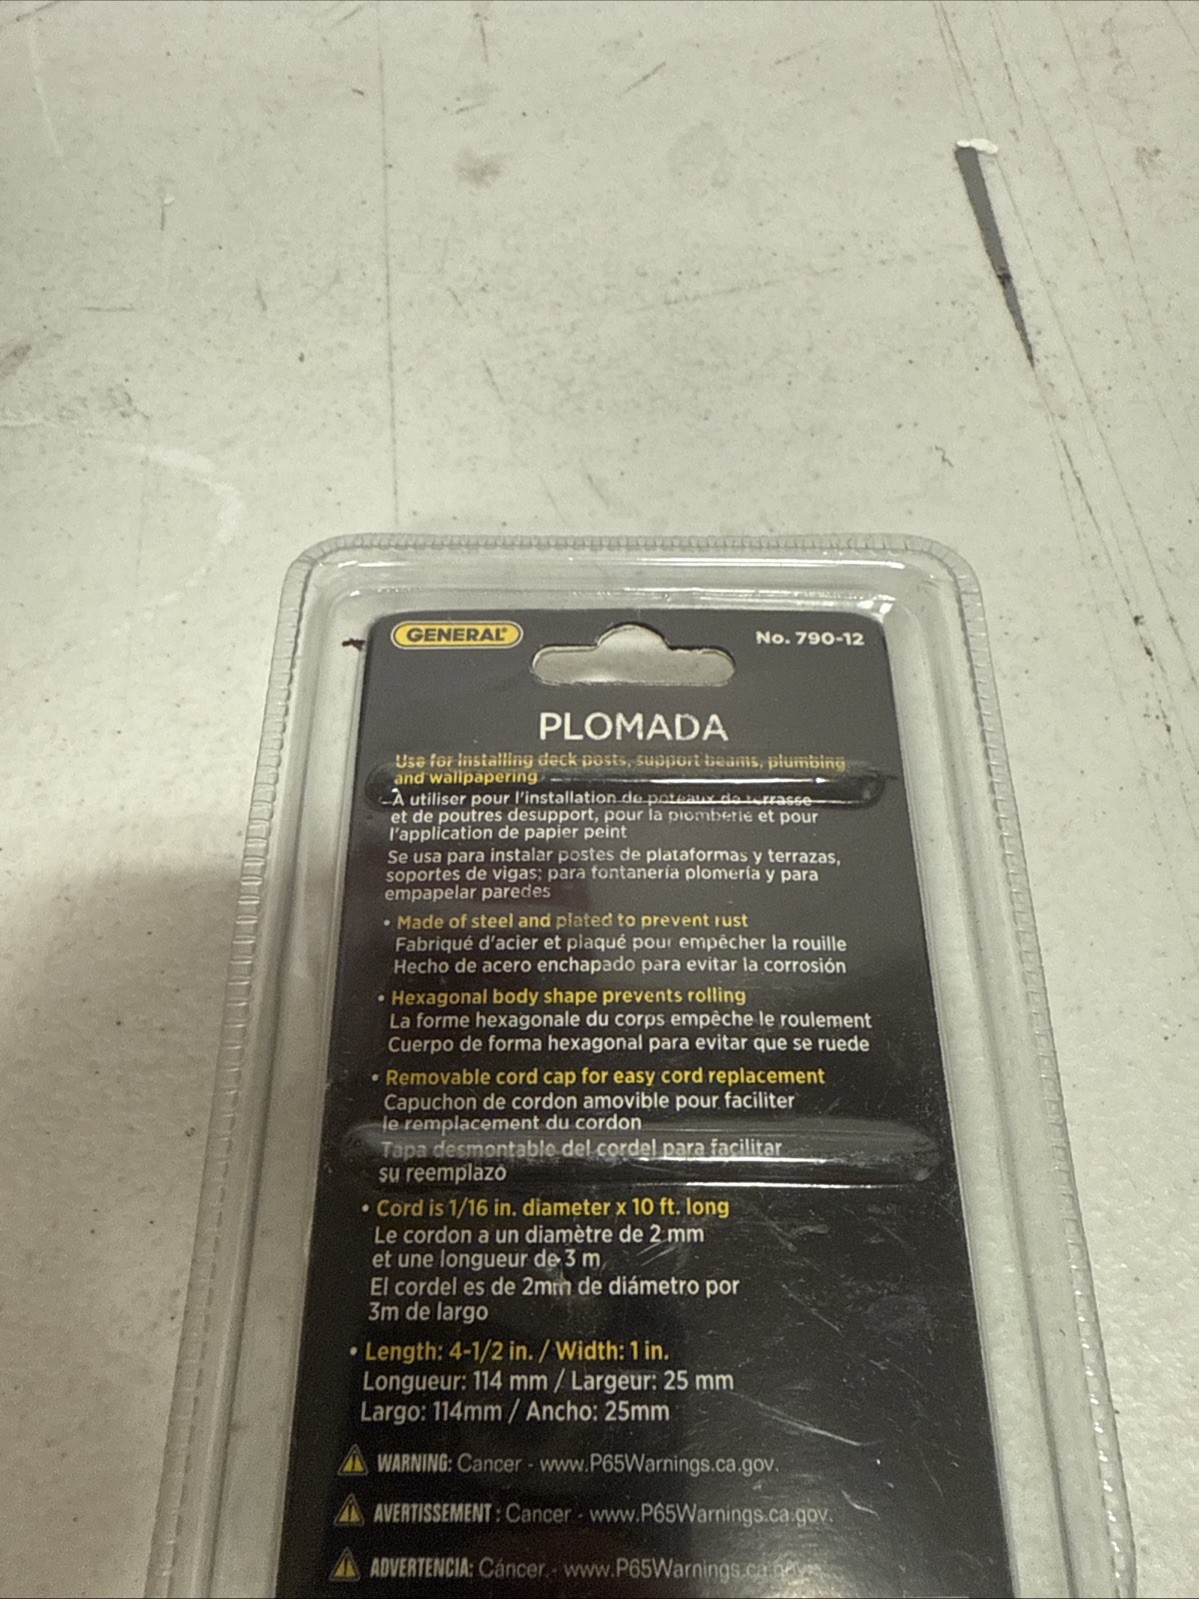 GENERAL®
No. 790-12
PLOMADA
Use for installing deck posts, support beams, plumbing
and wallpapering
À utiliser pour l'installation de poteaux de terrasse
et de poutres desupport, pour la plomberie et pour
l'application de papier peint
Se usa para instalar postes de plataformas y terrazas,
soportes de vigas; para fontanería plomería y para
empapelar paredes
• Made of steel and plated to prevent rust
Fabriqué d'acier et plaqué pour empêcher la rouille
Hecho de acero enchapado para evitar la corrosión
• Hexagonal body shape prevents rolling
La forme hexagonale du corps empêche le roulement
Cuerpo de forma hexagonal para evitar que se ruede
• Removable cord cap for easy cord replacement
Capuchon de cordon amovible pour faciliter
le remplacement du cordon
Tapa desmontable del cordel para facilitar
su reemplazo
• Cord is 1/16 in. diameter x 10 ft. long
Le cordon a un diamètre de 2 mm
et une longueur de 3 m
El cordel es de 2mm de diámetro por
3m de largo
• Length: 4-1/2 in. / Width: 1 in.
Longueur: 114 mm / Largeur: 25 mm
Largo: 114mm / Ancho: 25mm
WARNING: Cancer - www.P65Warnings.ca.gov.
AVERTISSEMENT : Cancer - www.P65Warnings.ca.gov.
ADVERTENCIA: Cáncer. - www.P65Warnings.ca.gov.